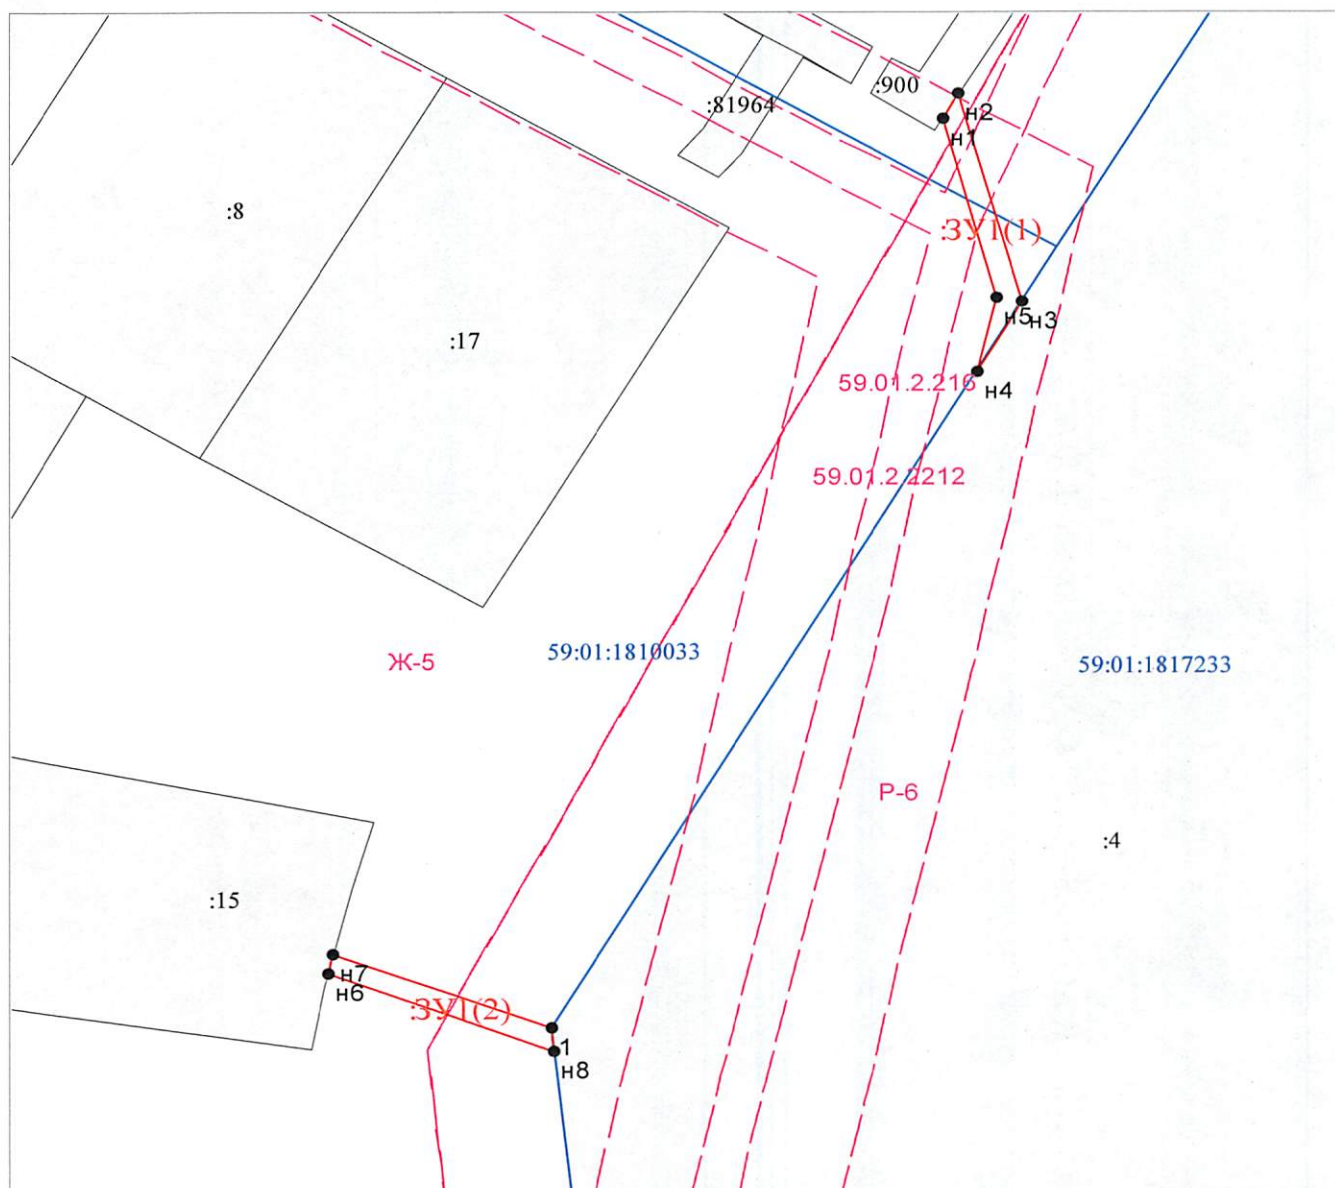 :900
:81964
н2
н1
:8
:ЗУ1(1)
н5
н3
:17
59.01.2.216
н4
59.01.2.2212
Ж-5
59:01:1810033
59:01:1817233
Р-6
:4
:15
н7
н6
:ЗУ1(2)
1
н8